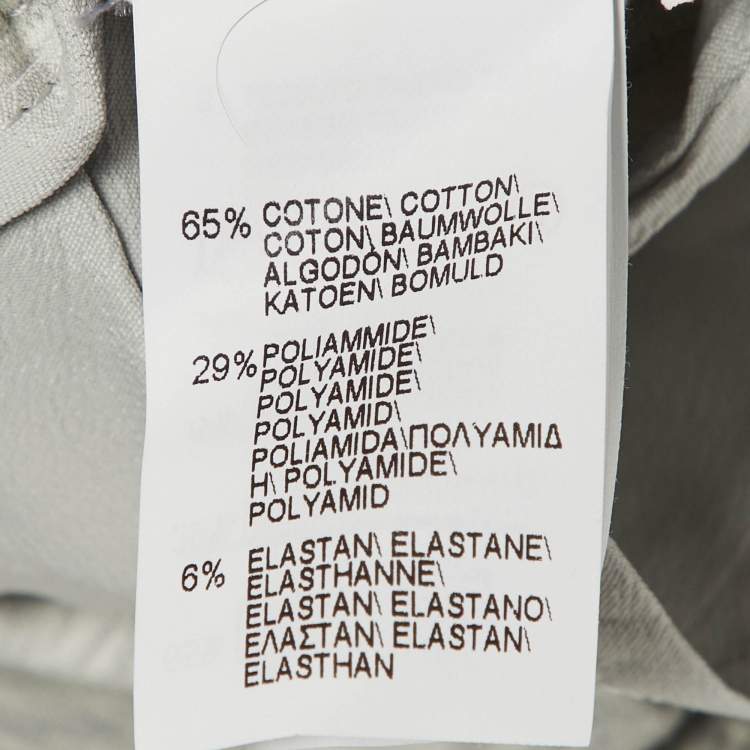 65% COTONE\ COTTON\
COTON\ BAUMWOLLE\
ALGODON\ BAMBAKI\
KATOEN\ BOMULD
29% POLIAMMIDE\
POLYAMIDE\
POLYAMIDE\
POLYAMID\
POLIAMIDA\ΠΟΛΥΑΜΙΔ
Η\ POLYAMIDE\
POLYAMID
6% ELASTAN\ ELASTANE\
ELASTHANNE\
ELASTAN\ ELASTANO\
ΕΛΑΣΤΑΝ\ ELASTAN\
ELASTHAN